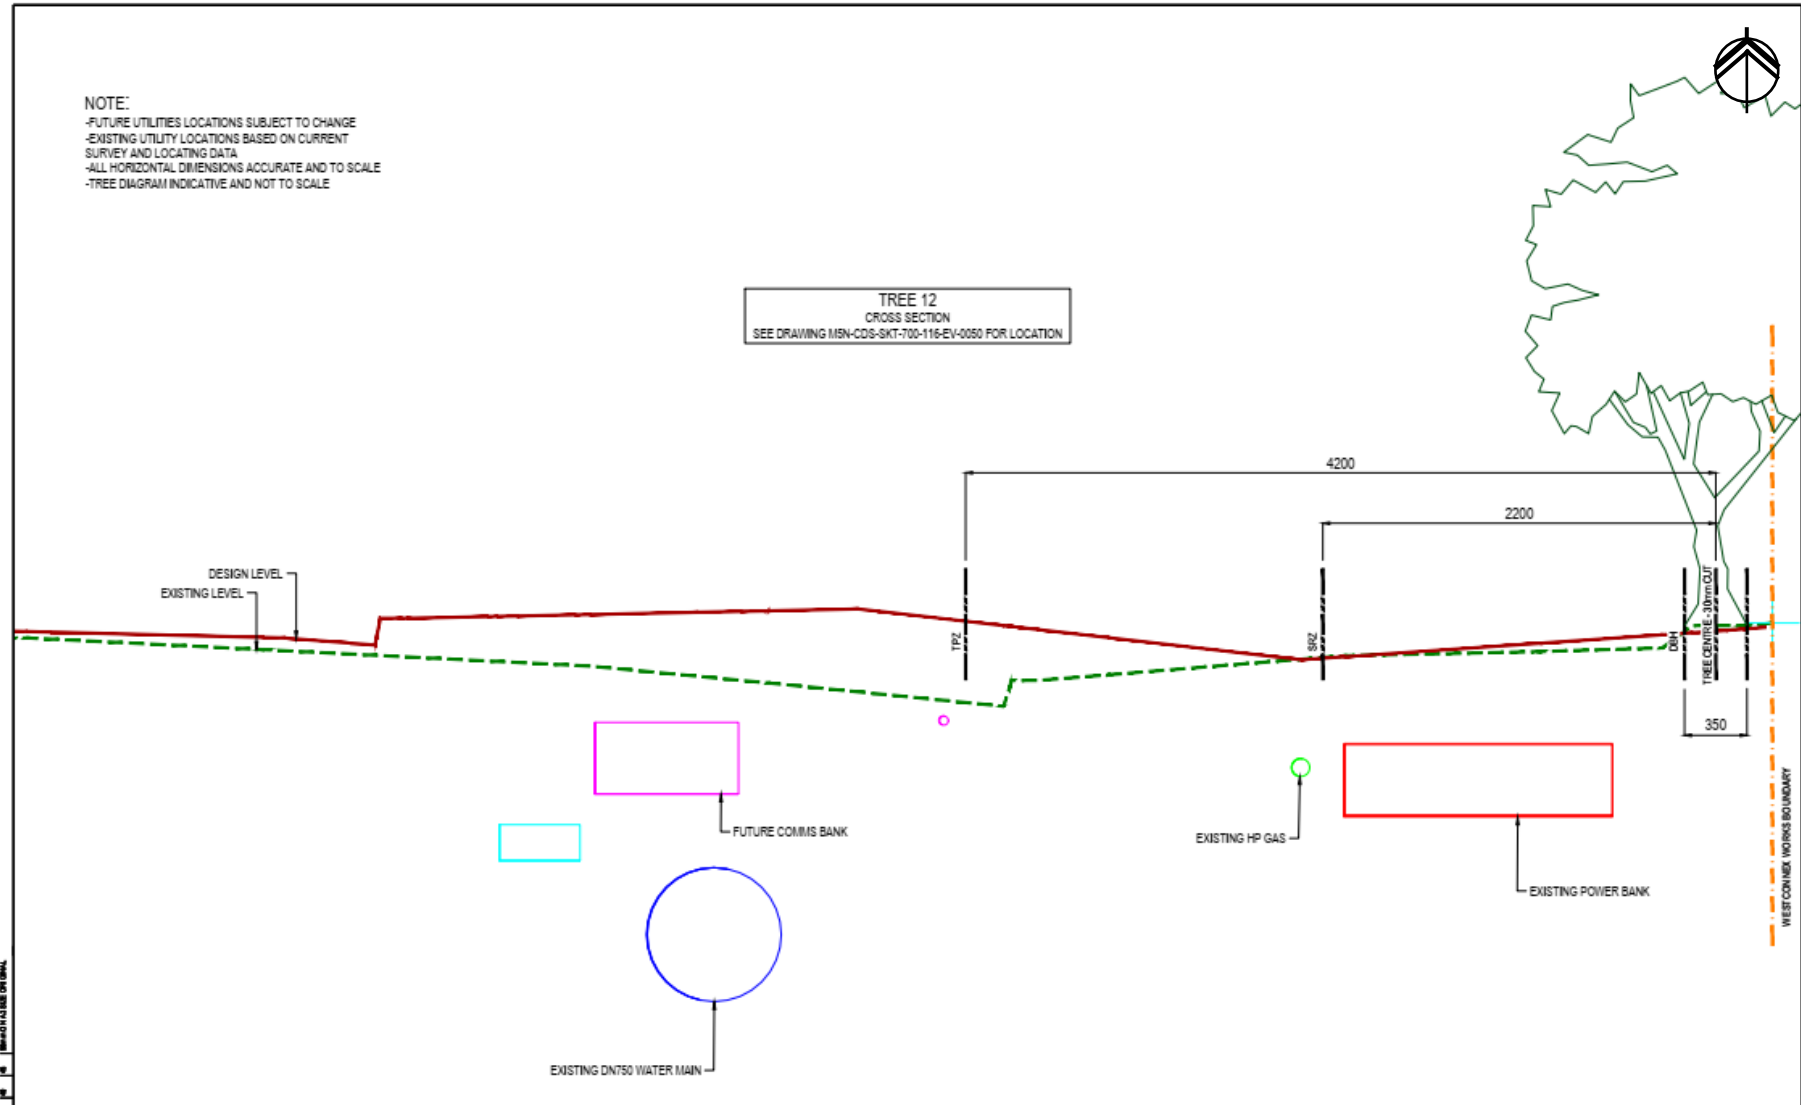 NOTE:
-FUTURE UTILITIES LOCATIONS SUBJECT TO CHANGE
-EXISTING UTILITY LOCATIONS BASED ON CURRENT
SURVEY AND LOCATING DATA
-ALL HORIZONTAL DIMENSIONS ACCURATE AND TO SCALE
-TREE DIAGRAM INDICATIVE AND NOT TO SCALE
TREE 12
CROSS SECTION
SEE DRAWING M5N-CDS-SKT-700-116-EV-0050 FOR LOCATION
4200
2200
DESIGN LEVEL
EXISTING LEVEL
TPZ
SRZ
DBH
TREE CENTRE - 30mm CUT
350
FUTURE COMMS BANK
EXISTING HP GAS
EXISTING POWER BANK
WESTCONNEX WORKS BOUNDARY
EXISTING DN750 WATER MAIN